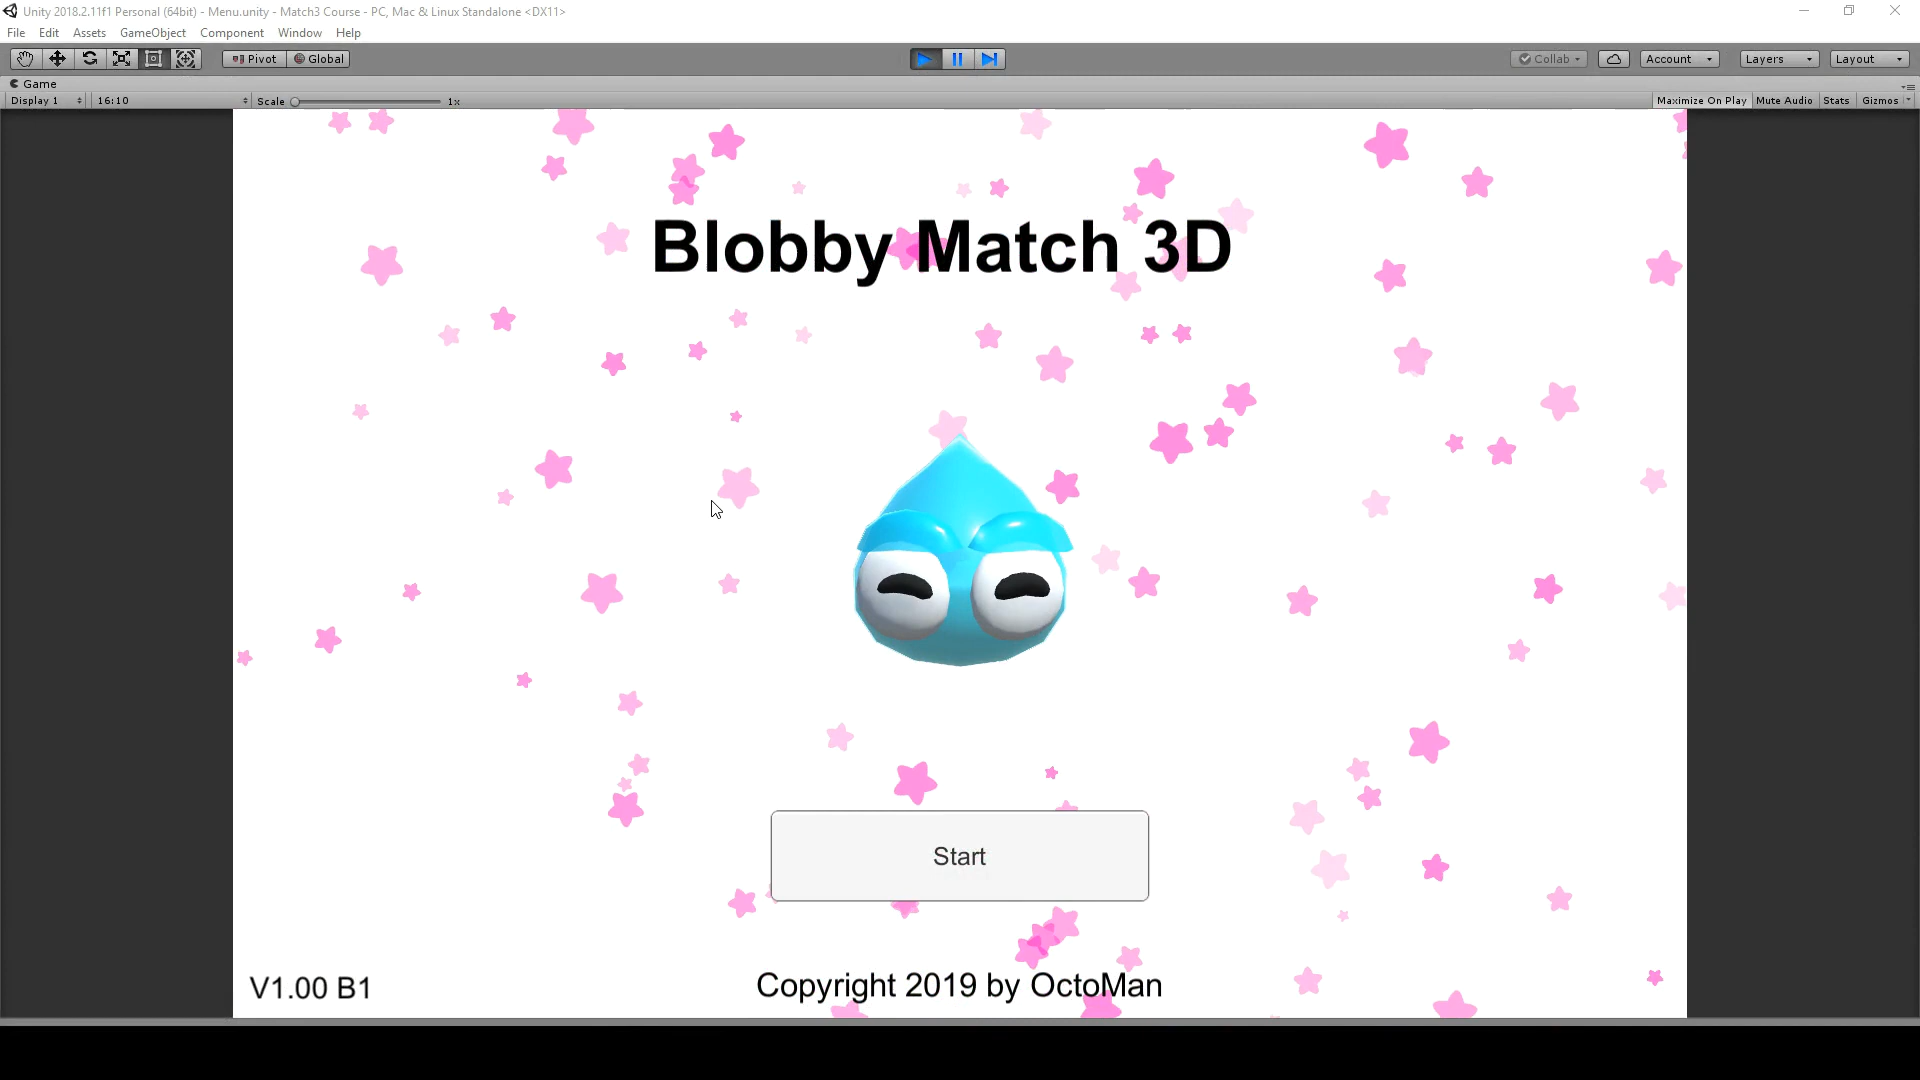 Unity 2018.2.11f1 Personal (64bit) - Menu.unity - Match3 Course - PC, Mac & Linux Standalone <DX11>
File Edit Assets GameObject Component Window Help
Pivot Global Collab Account Layers Layout
Game
Display 1 16:10 Scale 1x Maximize On Play Mute Audio Stats Gizmos
Blobby Match 3D
Start
V1.00 B1
Copyright 2019 by OctoMan